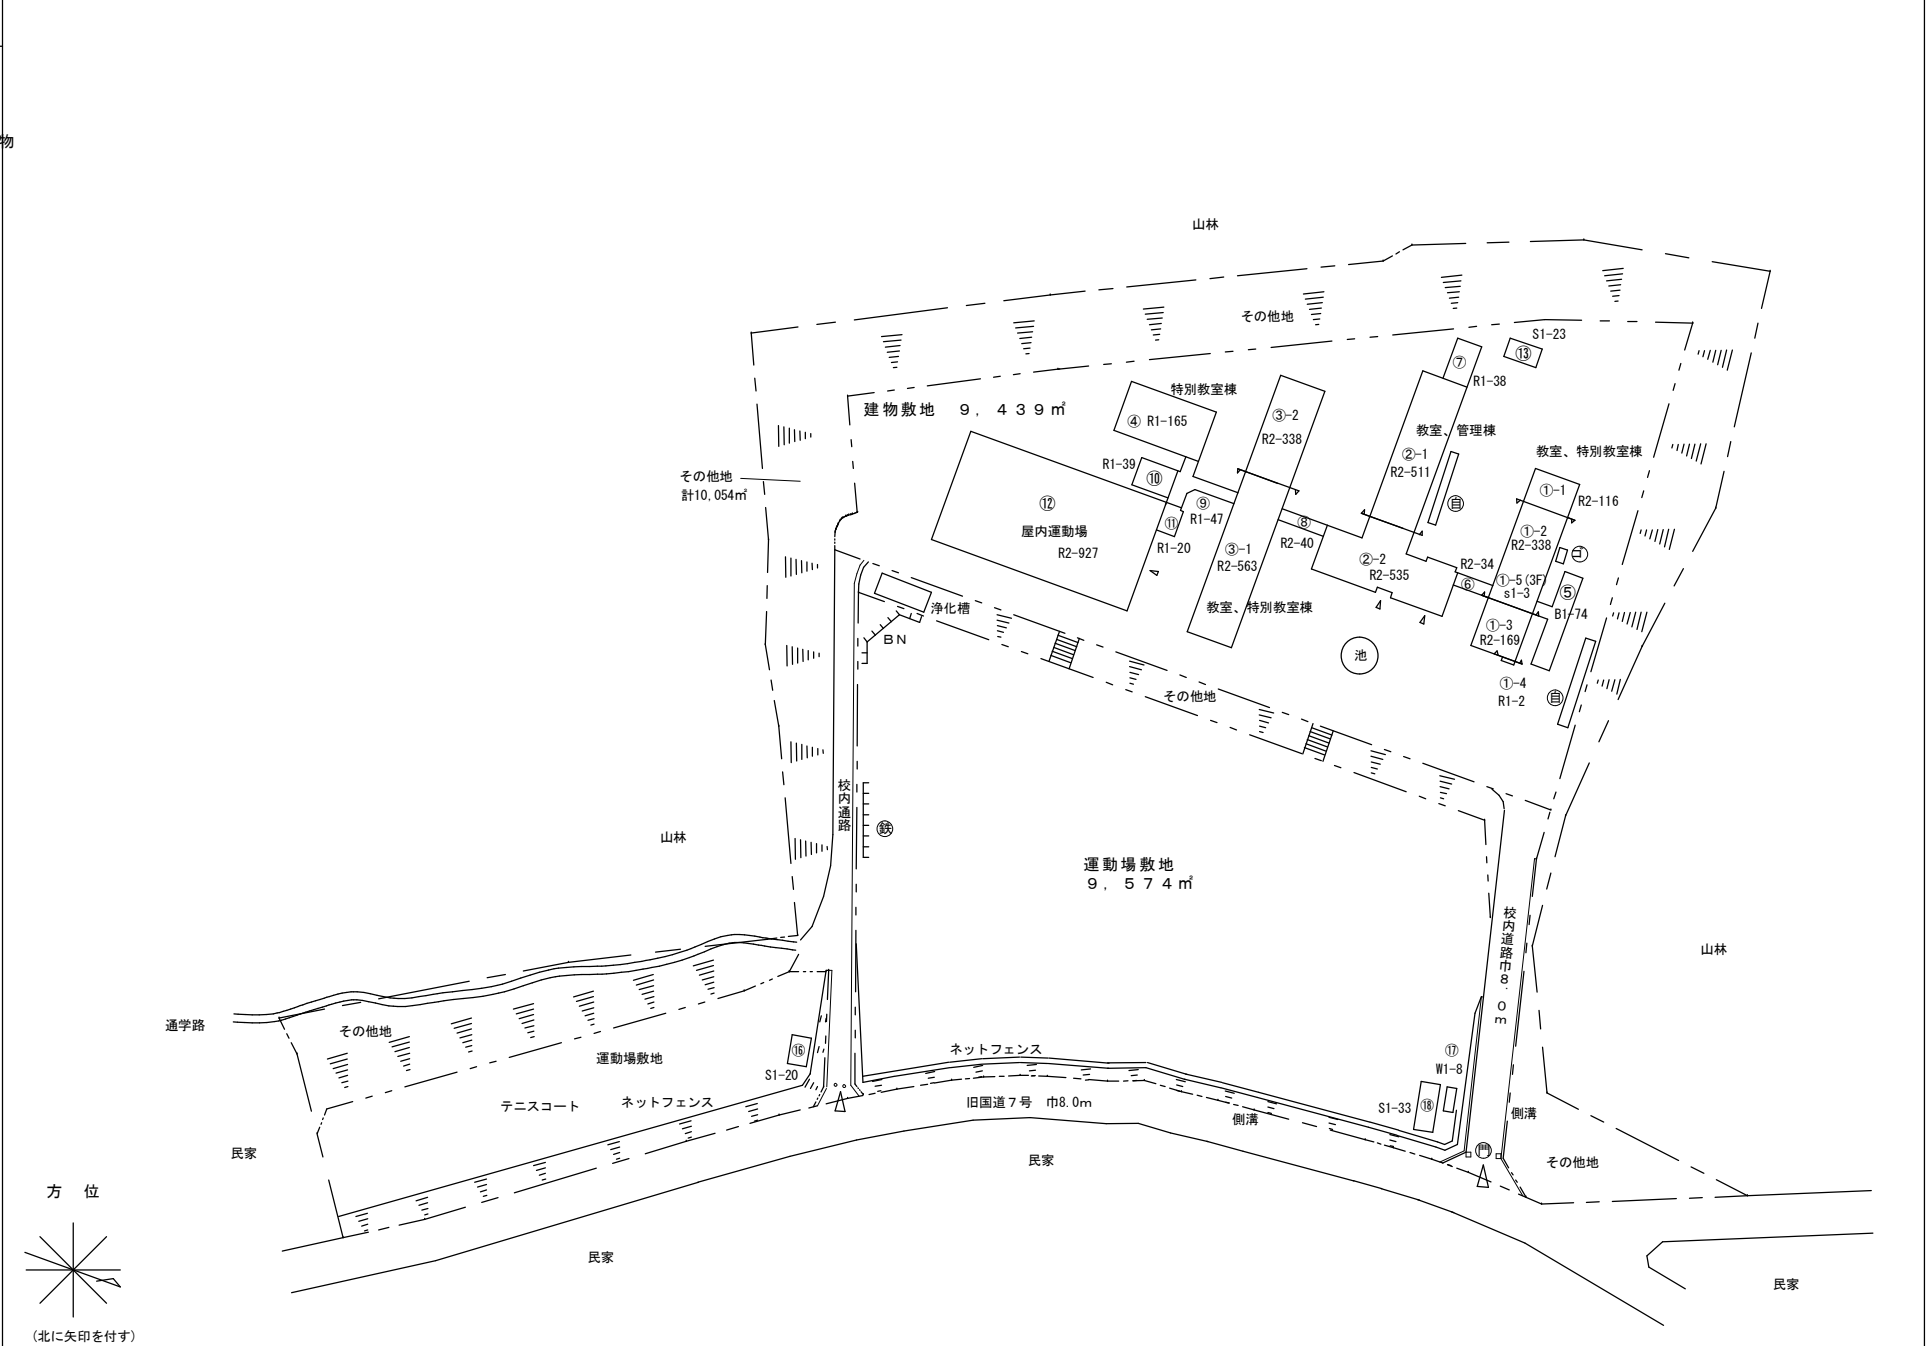 物
山林
その他地
S1-23
⑬
⑦
R1-38
特別教室棟
建物敷地　９，４３９㎡
④ R1-165
③-2
R2-338
教室、管理棟
②-1
R2-511
教室、特別教室棟
①-1
R2-116
その他地
計10,054㎡
R1-39
⑩
⑨
R1-47
⑫
屋内運動場
R2-927
⑪
R1-20
⑧
R2-40
③-1
R2-563
自
①-2
R2-338
ゴ
②-2
R2-535
R2-34
⑥
①-5(3F)
s1-3
⑤
B1-74
教室、特別教室棟
①-3
R2-169
浄化槽
BN
池
①-4
R1-2
自
その他地
校内通路
鉄
山林
運動場敷地
９，５７４㎡
校内道路巾8.0m
山林
通学路
その他地
運動場敷地
⑯
S1-20
ネットフェンス
⑰
W1-8
テニスコート
ネットフェンス
旧国道７号　巾8.0m
側溝
S1-33
⑱
側溝
門
民家
民家
その他地
方　位
民家
民家
(北に矢印を付す)